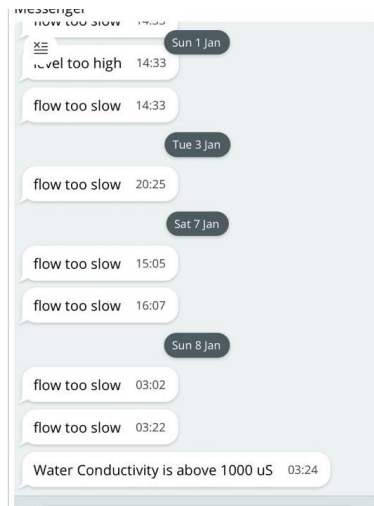 Messenger
flow too slow 14:33
Sun 1 Jan
level too high 14:33
flow too slow 14:33
Tue 3 Jan
flow too slow 20:25
Sat 7 Jan
flow too slow 15:05
flow too slow 16:07
Sun 8 Jan
flow too slow 03:02
flow too slow 03:22
Water Conductivity is above 1000 uS 03:24